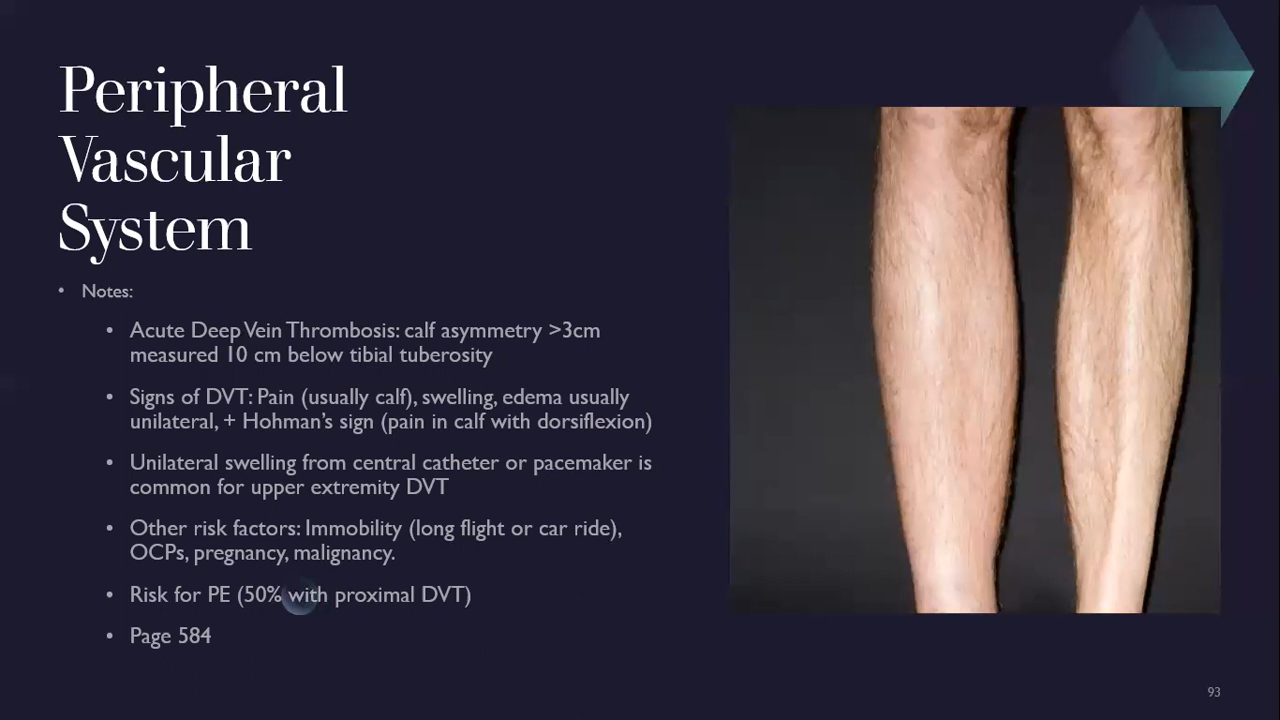 Peripheral
Vascular
System
• Notes:
• Acute Deep Vein Thrombosis: calf asymmetry >3cm
measured 10 cm below tibial tuberosity
• Signs of DVT: Pain (usually calf), swelling, edema usually
unilateral, + Hohman’s sign (pain in calf with dorsiflexion)
• Unilateral swelling from central catheter or pacemaker is
common for upper extremity DVT
• Other risk factors: Immobility (long flight or car ride),
OCPs, pregnancy, malignancy.
• Risk for PE (50% with proximal DVT)
• Page 584
93